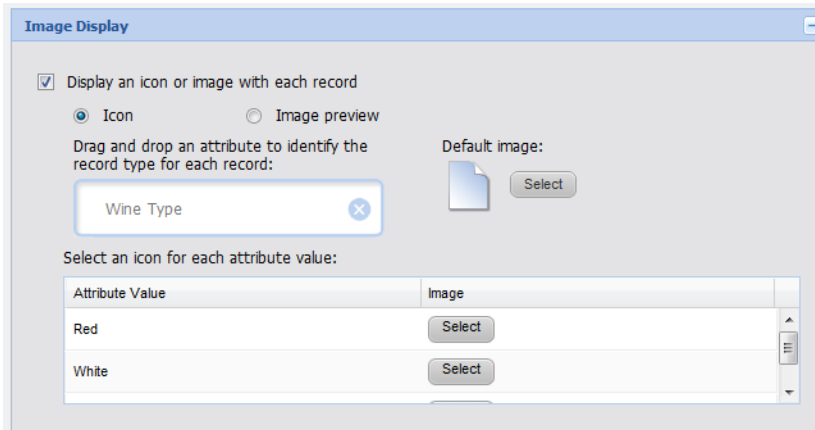 Image Display
Display an icon or image with each record
Icon Image preview
Drag and drop an attribute to identify the
record type for each record:
Default image:
Select
Wine Type
Select an icon for each attribute value:
Attribute Value Image
Red Select
White Select